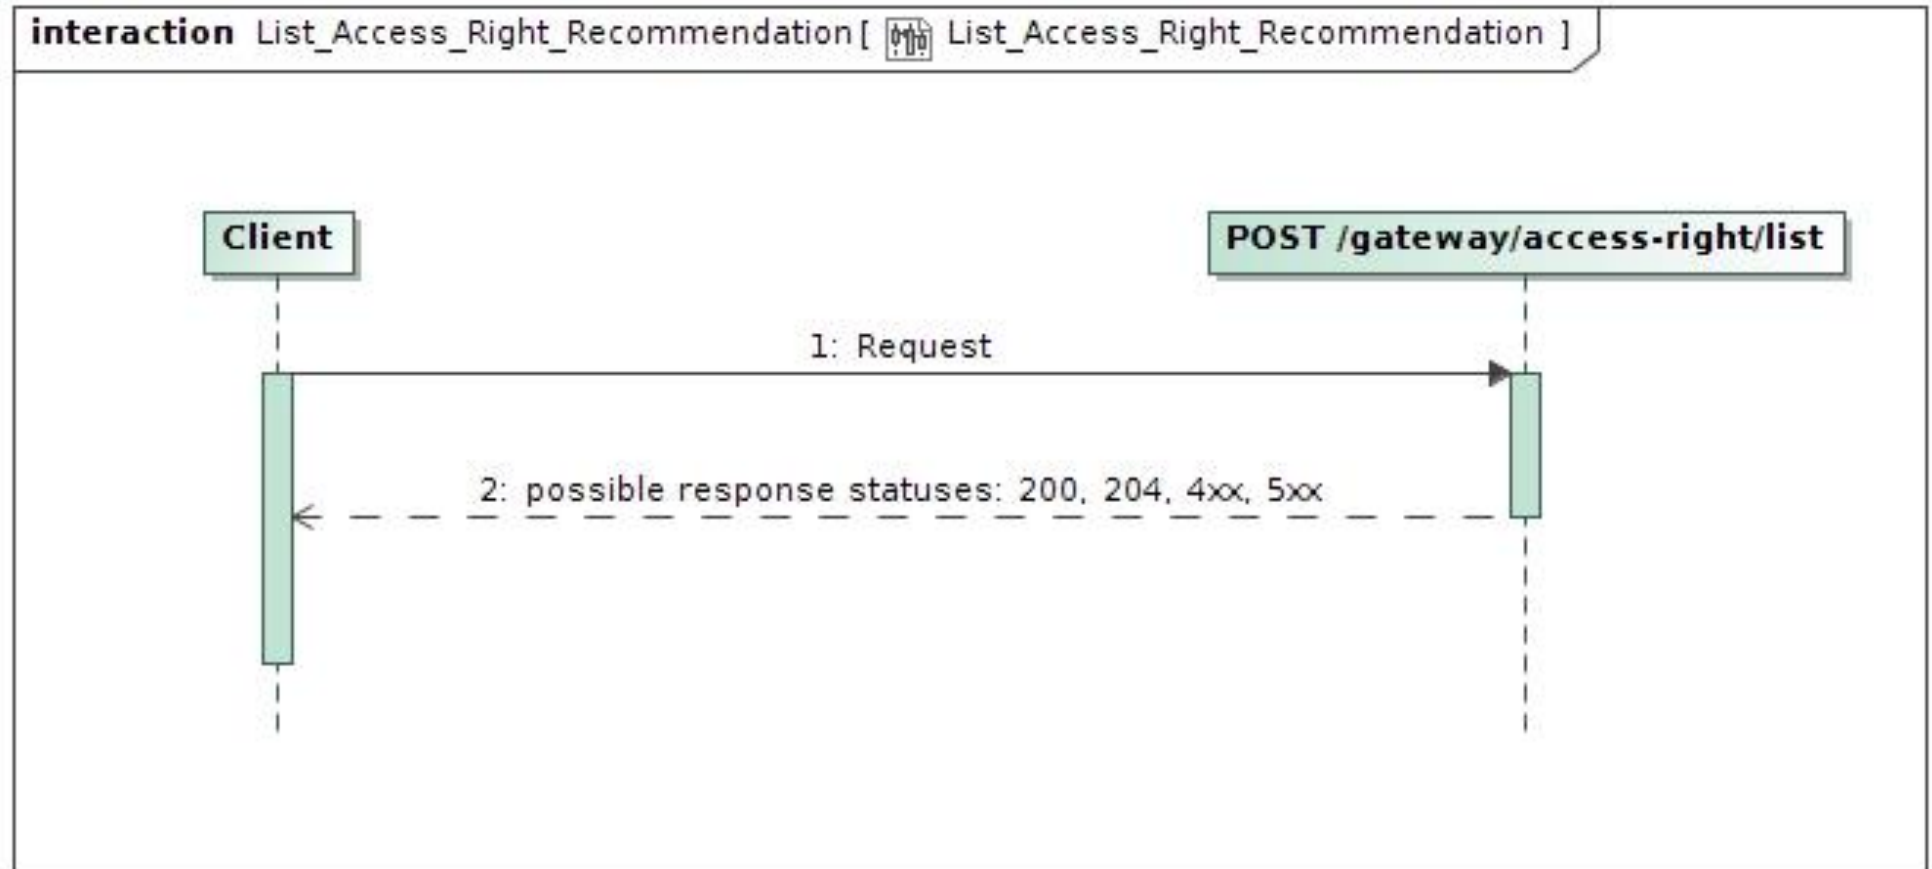 interaction List_Access_Right_Recommendation [ List_Access_Right_Recommendation ]
Client
POST /gateway/access-right/list
1: Request
2: possible response statuses: 200, 204, 4xx, 5xx